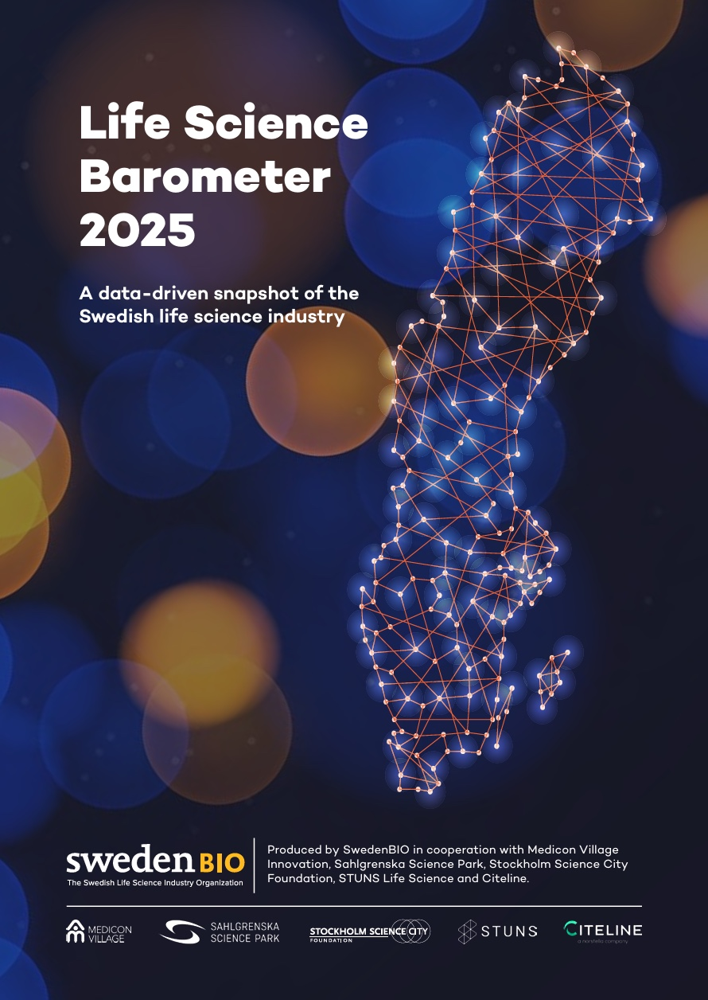 Life Science
Barometer
2025
A data-driven snapshot of the
Swedish life science industry
sweden BIO
The Swedish Life Science Industry Organization
Produced by SwedenBIO in cooperation with Medicon Village
Innovation, Sahlgrenska Science Park, Stockholm Science City
Foundation, STUNS Life Science and Citeline.
MEDICON
VILLAGE
SAHLGRENSKA
SCIENCE PARK
STOCKHOLM SCIENCE CITY
FOUNDATION
STUNS
CITELINE
a norstella company